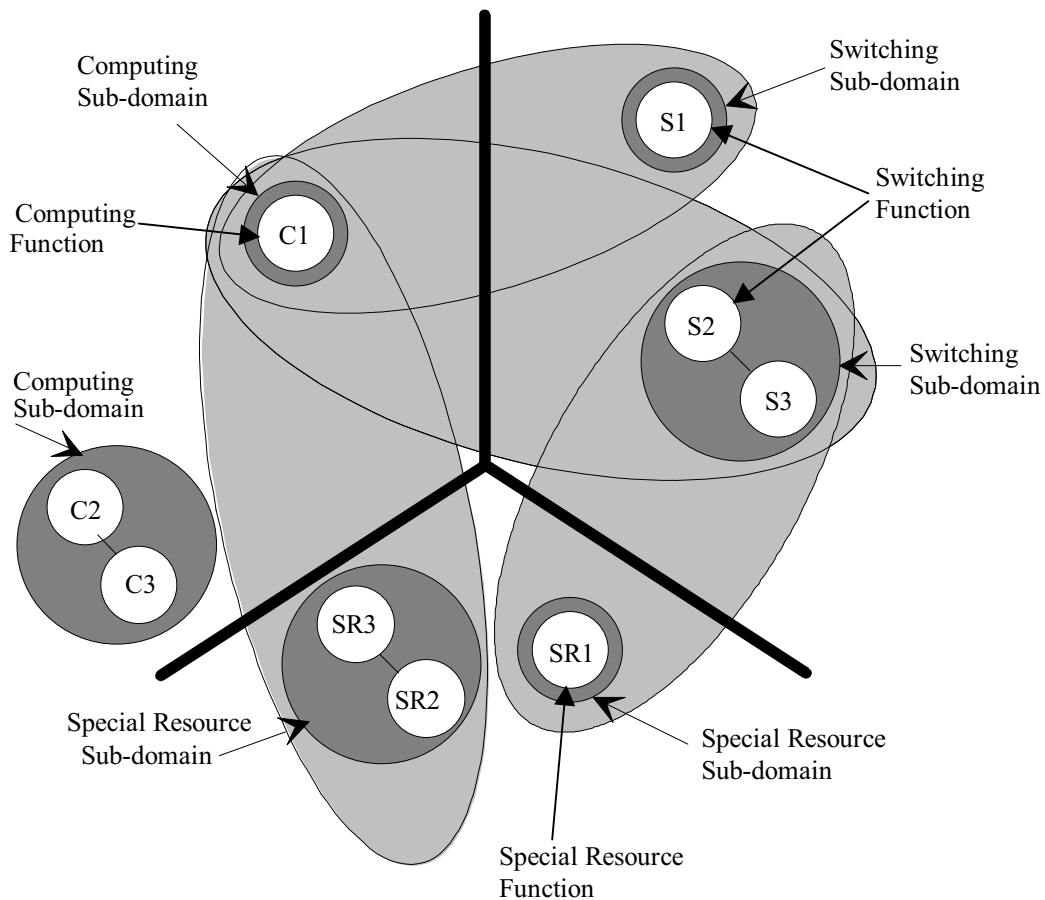 Computing
Sub-domain
Switching
Sub-domain
S1
Switching
Function
Computing
Function
C1
S2
S3
Switching
Sub-domain
Computing
Sub-domain
C2
C3
SR3
SR2
SR1
Special Resource
Sub-domain
Special Resource
Sub-domain
Special Resource
Function